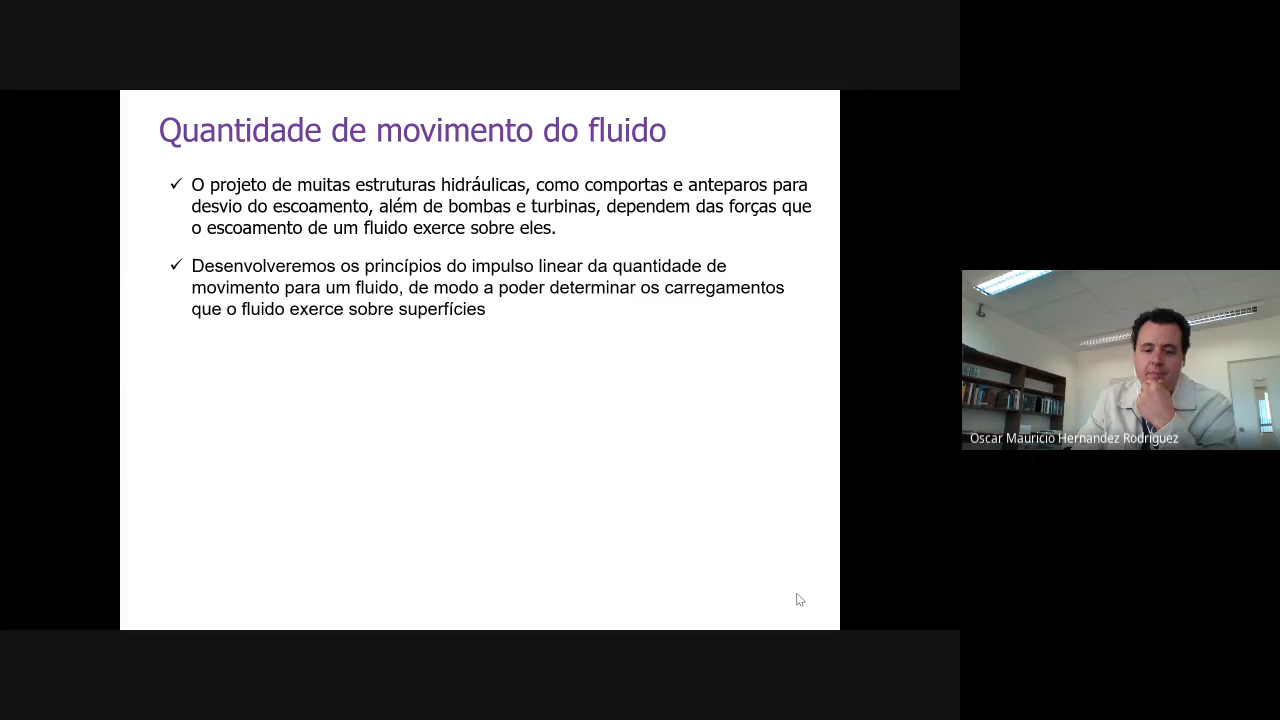 Quantidade de movimento do fluido
✓ O projeto de muitas estruturas hidráulicas, como comportas e anteparos para
desvio do escoamento, além de bombas e turbinas, dependem das forças que
o escoamento de um fluido exerce sobre eles.
✓ Desenvolveremos os princípios do impulso linear da quantidade de
movimento para um fluido, de modo a poder determinar os carregamentos
que o fluido exerce sobre superfícies
Oscar Mauricio Hernandez Rodriguez